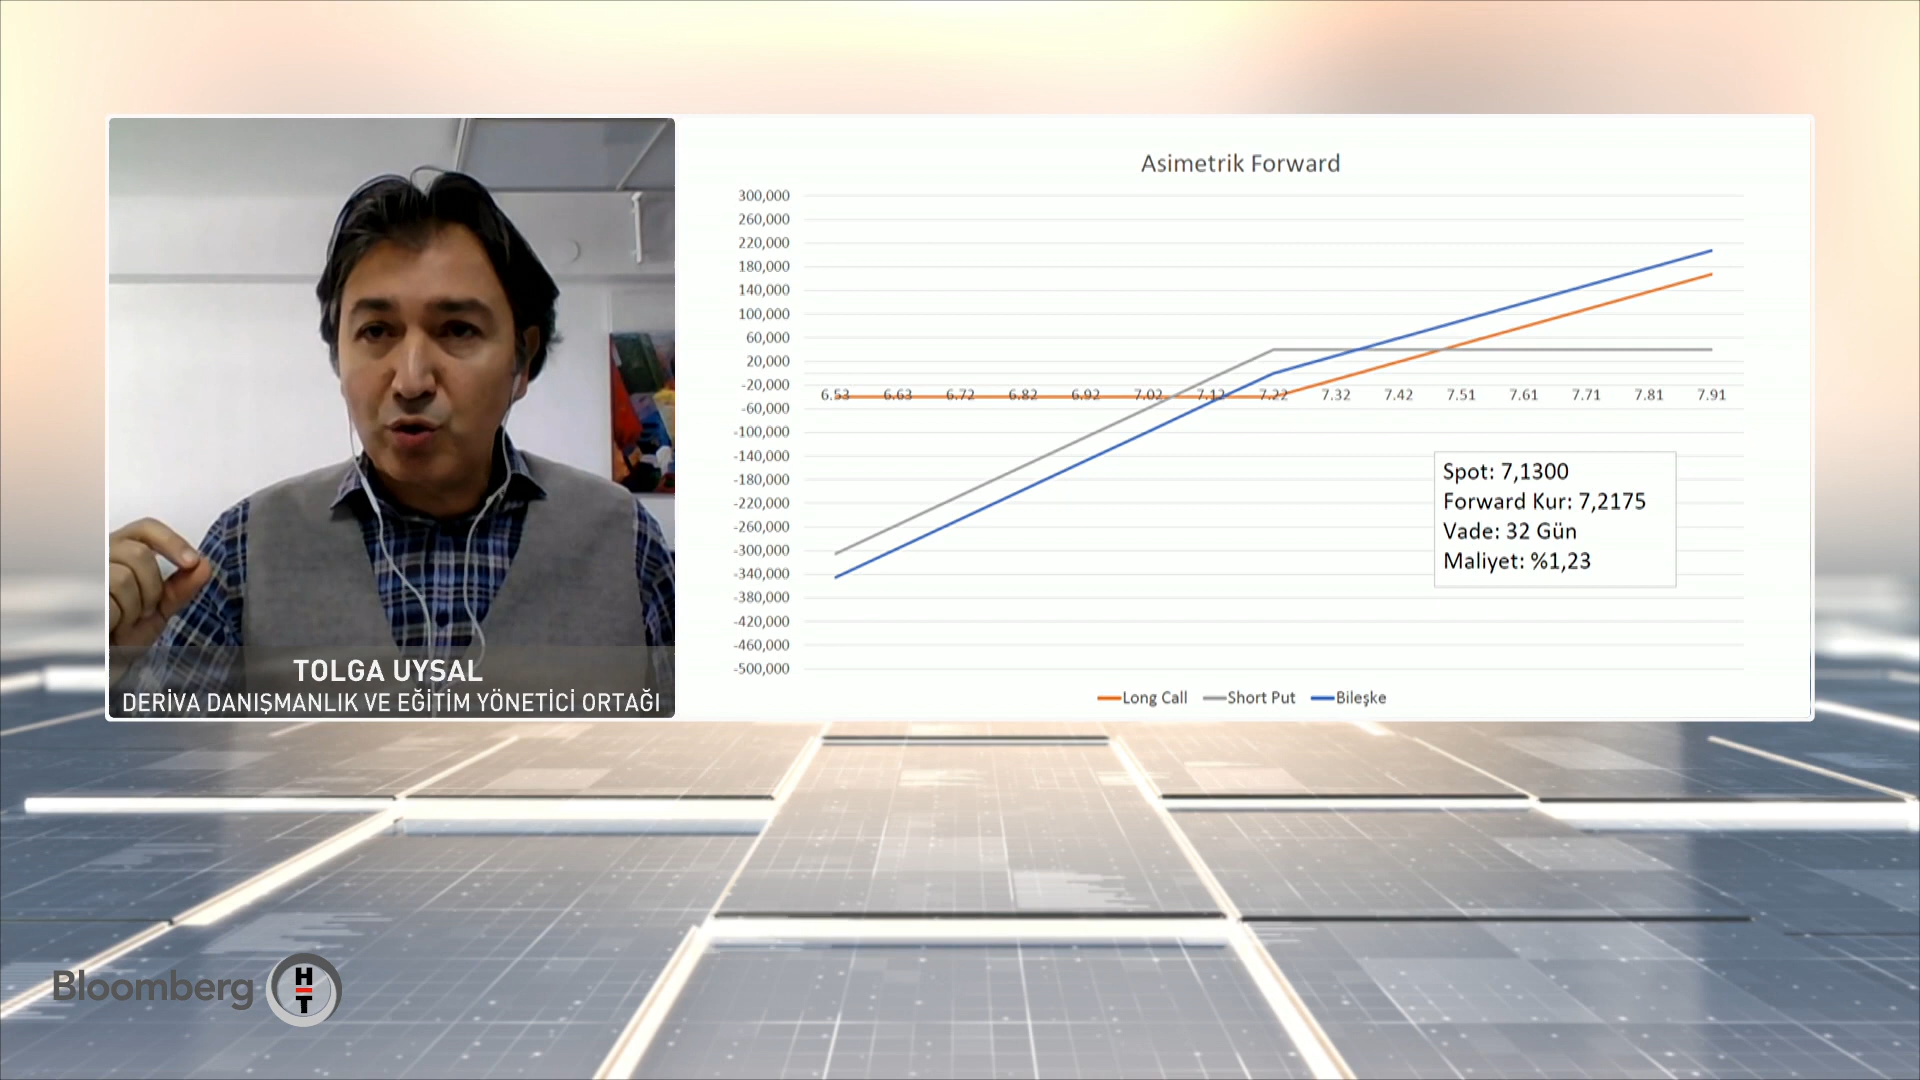 Asimetrik Forward
300,000
260,000
220,000
180,000
140,000
100,000
60,000
20,000
-20,000
-60,000
-100,000
-140,000
-180,000
-220,000
-260,000
-300,000
-340,000
-380,000
-420,000
-460,000
-500,000
6.53 6.63 6.72 6.82 6.92 7.02 7.12 7.22 7.32 7.42 7.51 7.61 7.71 7.81 7.91
Spot: 7,1300
Forward Kur: 7,2175
Vade: 32 Gün
Maliyet: %1,23
Long Call Short Put Bileşke
TOLGA UYSAL
DERİVA DANIŞMANLIK VE EĞİTİM YÖNETİCİ ORTAĞI
Bloomberg HT